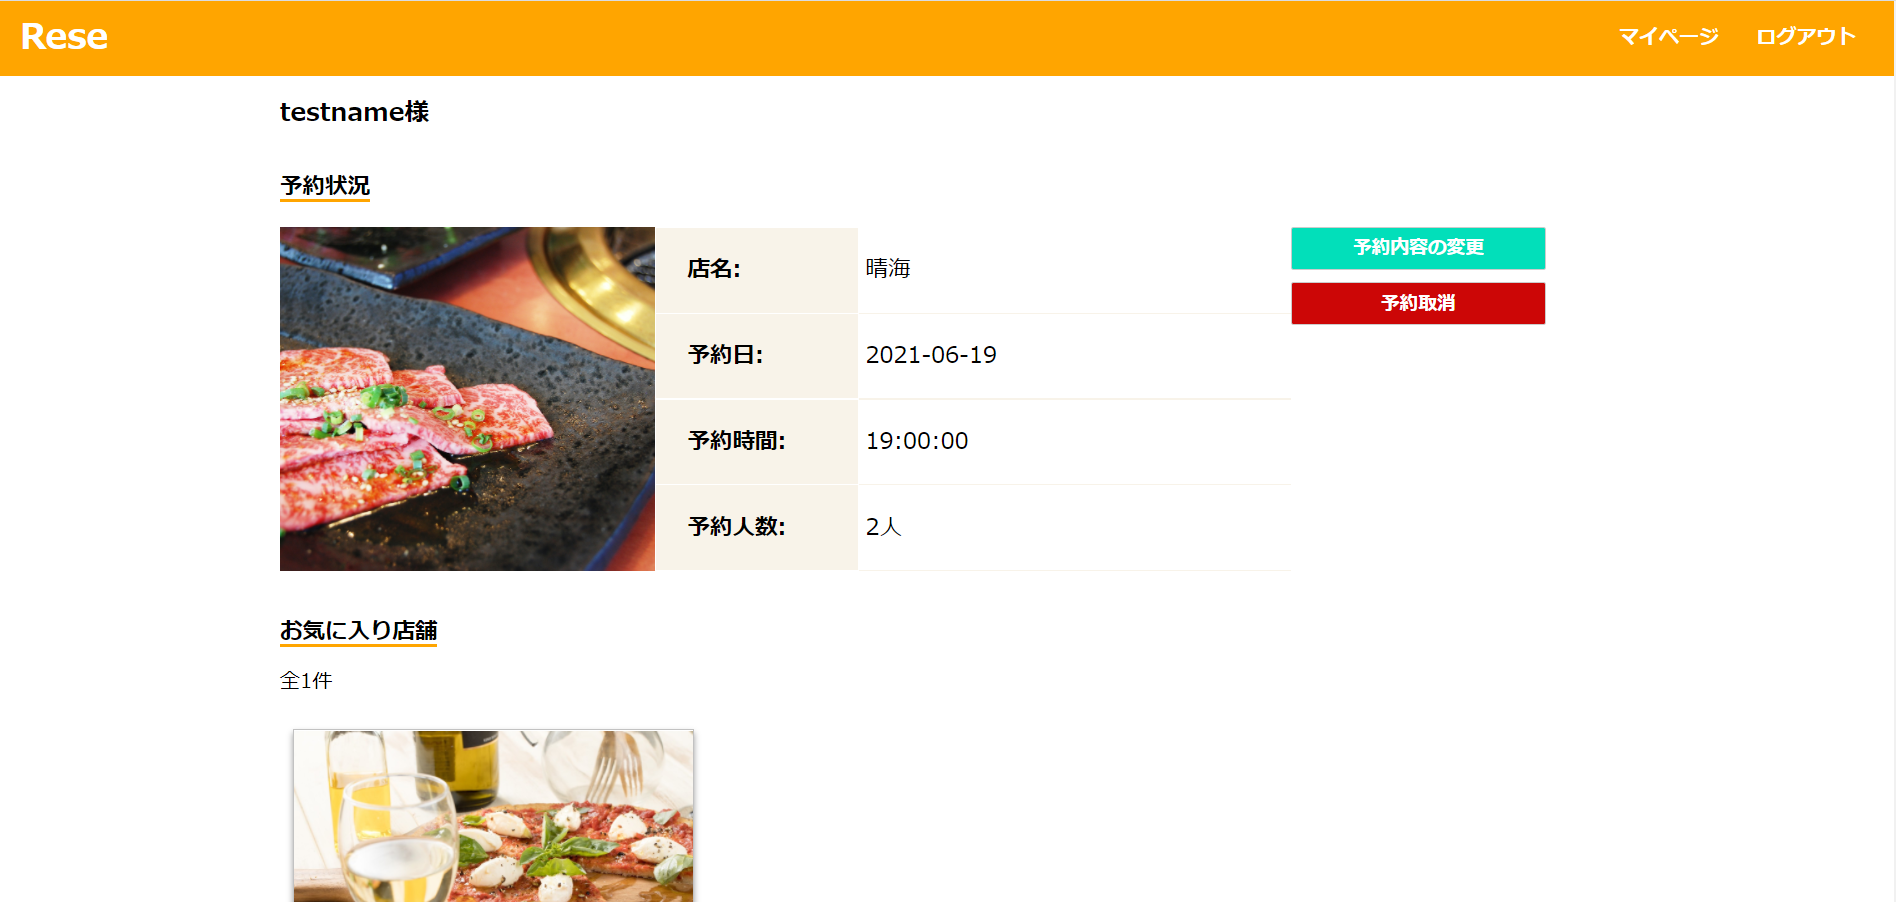 Rese
マイページ
ログアウト
testname様
予約状況
店名:
晴海
予約内容の変更
予約取消
予約日:
2021-06-19
予約時間:
19:00:00
予約人数:
2人
お気に入り店舗
全1件